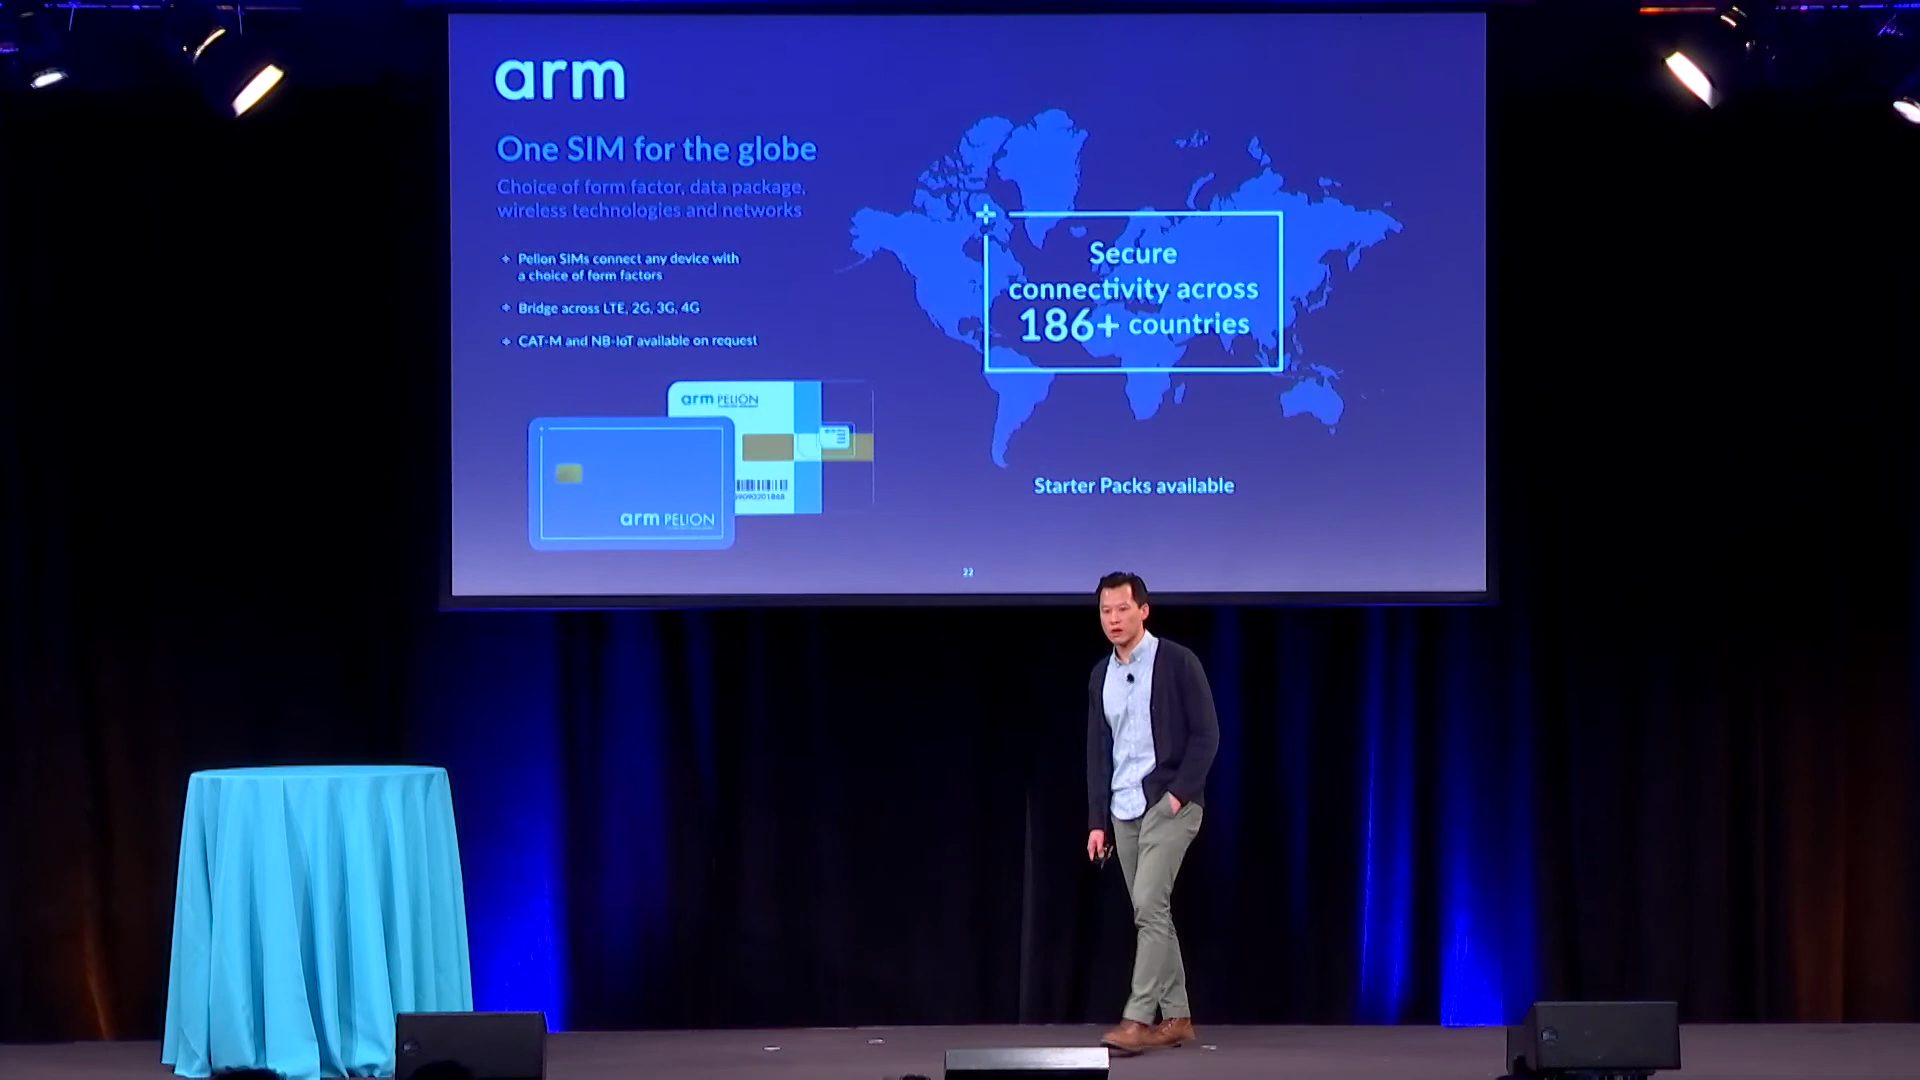 arm
One SIM for the globe
Choice of form factor, data package,
wireless technologies and networks
Pelion SIMs connect any device with
a choice of form factors
Bridge across LTE, 2G, 3G, 4G
CAT-M and NB-IoT available on request
arm PELION
arm PELION
Secure
connectivity across
186+ countries
Starter Packs available
22